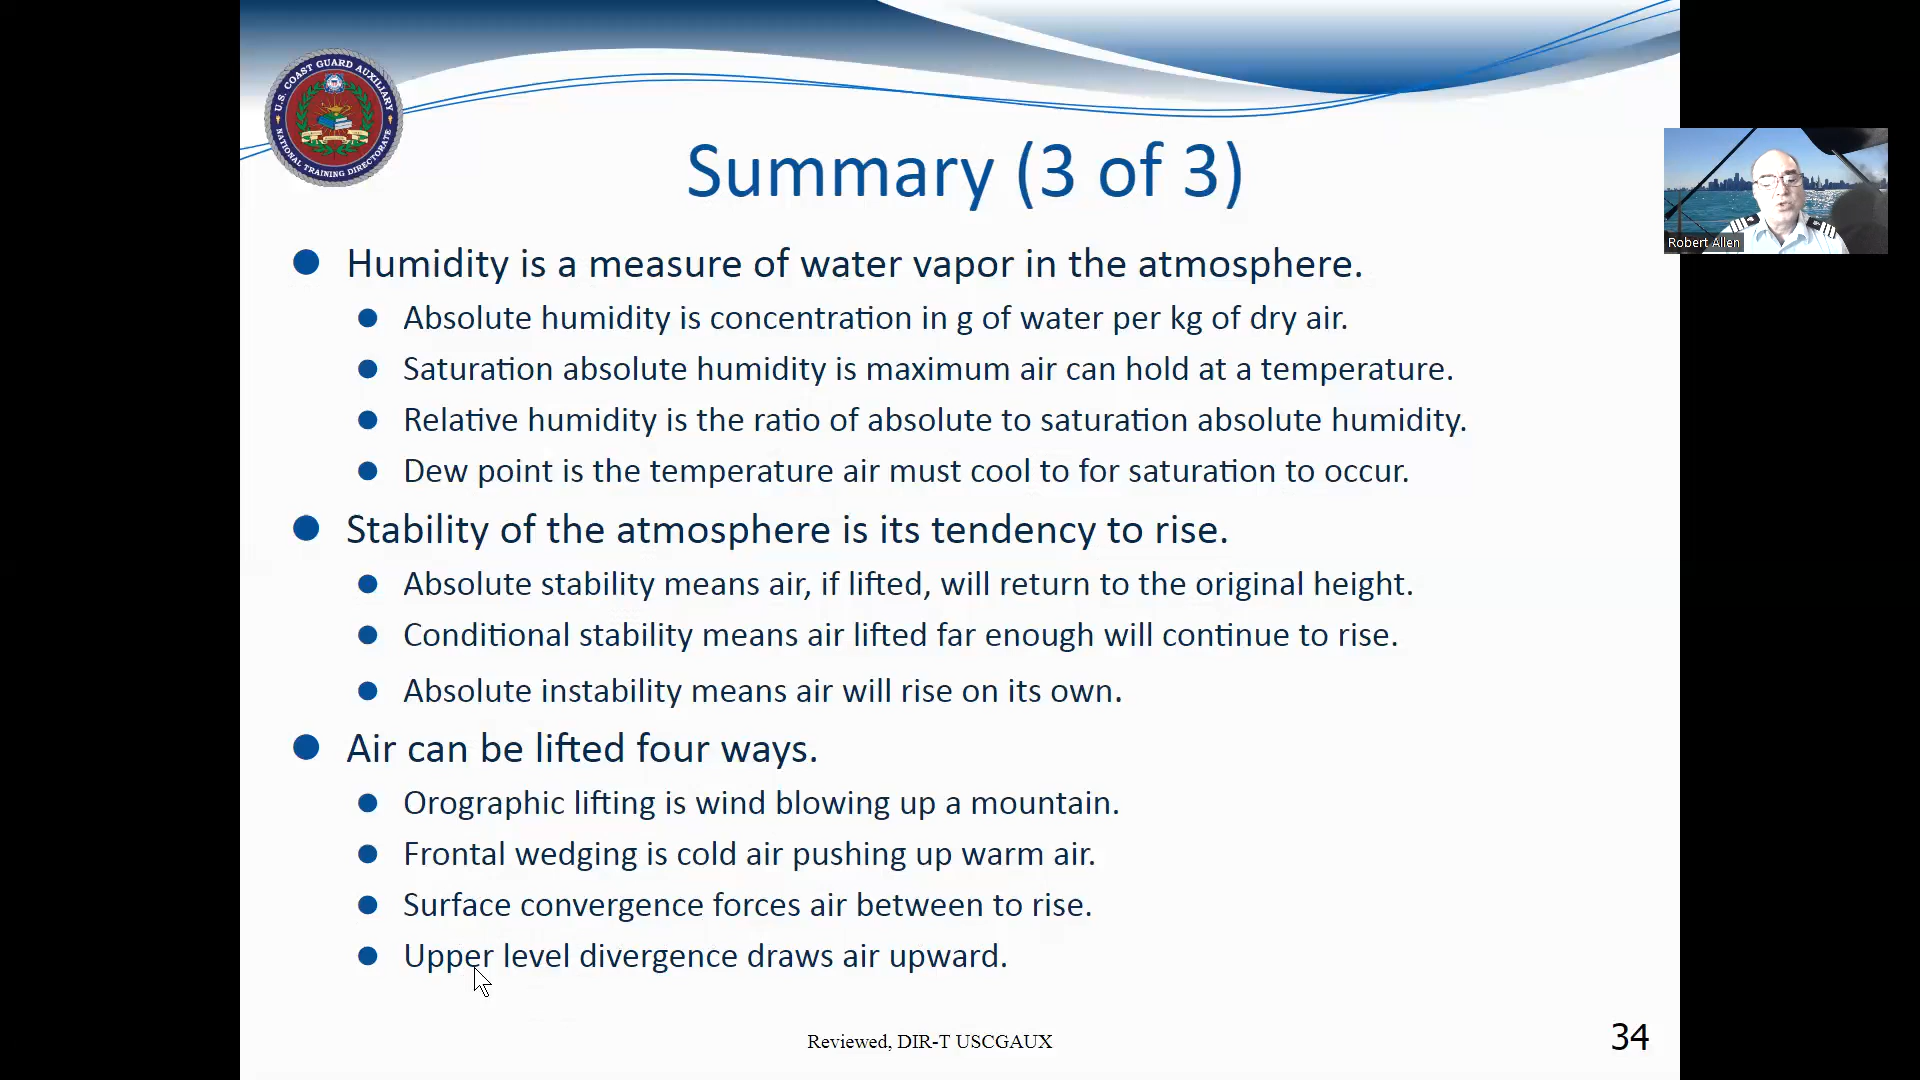 U.S. COAST GUARD AUXILIARY
NATIONAL TRAINING DIRECTORATE
Summary (3 of 3)
Robert Allen
Humidity is a measure of water vapor in the atmosphere.
Absolute humidity is concentration in g of water per kg of dry air.
Saturation absolute humidity is maximum air can hold at a temperature.
Relative humidity is the ratio of absolute to saturation absolute humidity.
Dew point is the temperature air must cool to for saturation to occur.
Stability of the atmosphere is its tendency to rise.
Absolute stability means air, if lifted, will return to the original height.
Conditional stability means air lifted far enough will continue to rise.
Absolute instability means air will rise on its own.
Air can be lifted four ways.
Orographic lifting is wind blowing up a mountain.
Frontal wedging is cold air pushing up warm air.
Surface convergence forces air between to rise.
Upper level divergence draws air upward.
Reviewed, DIR-T USCGAUX
34